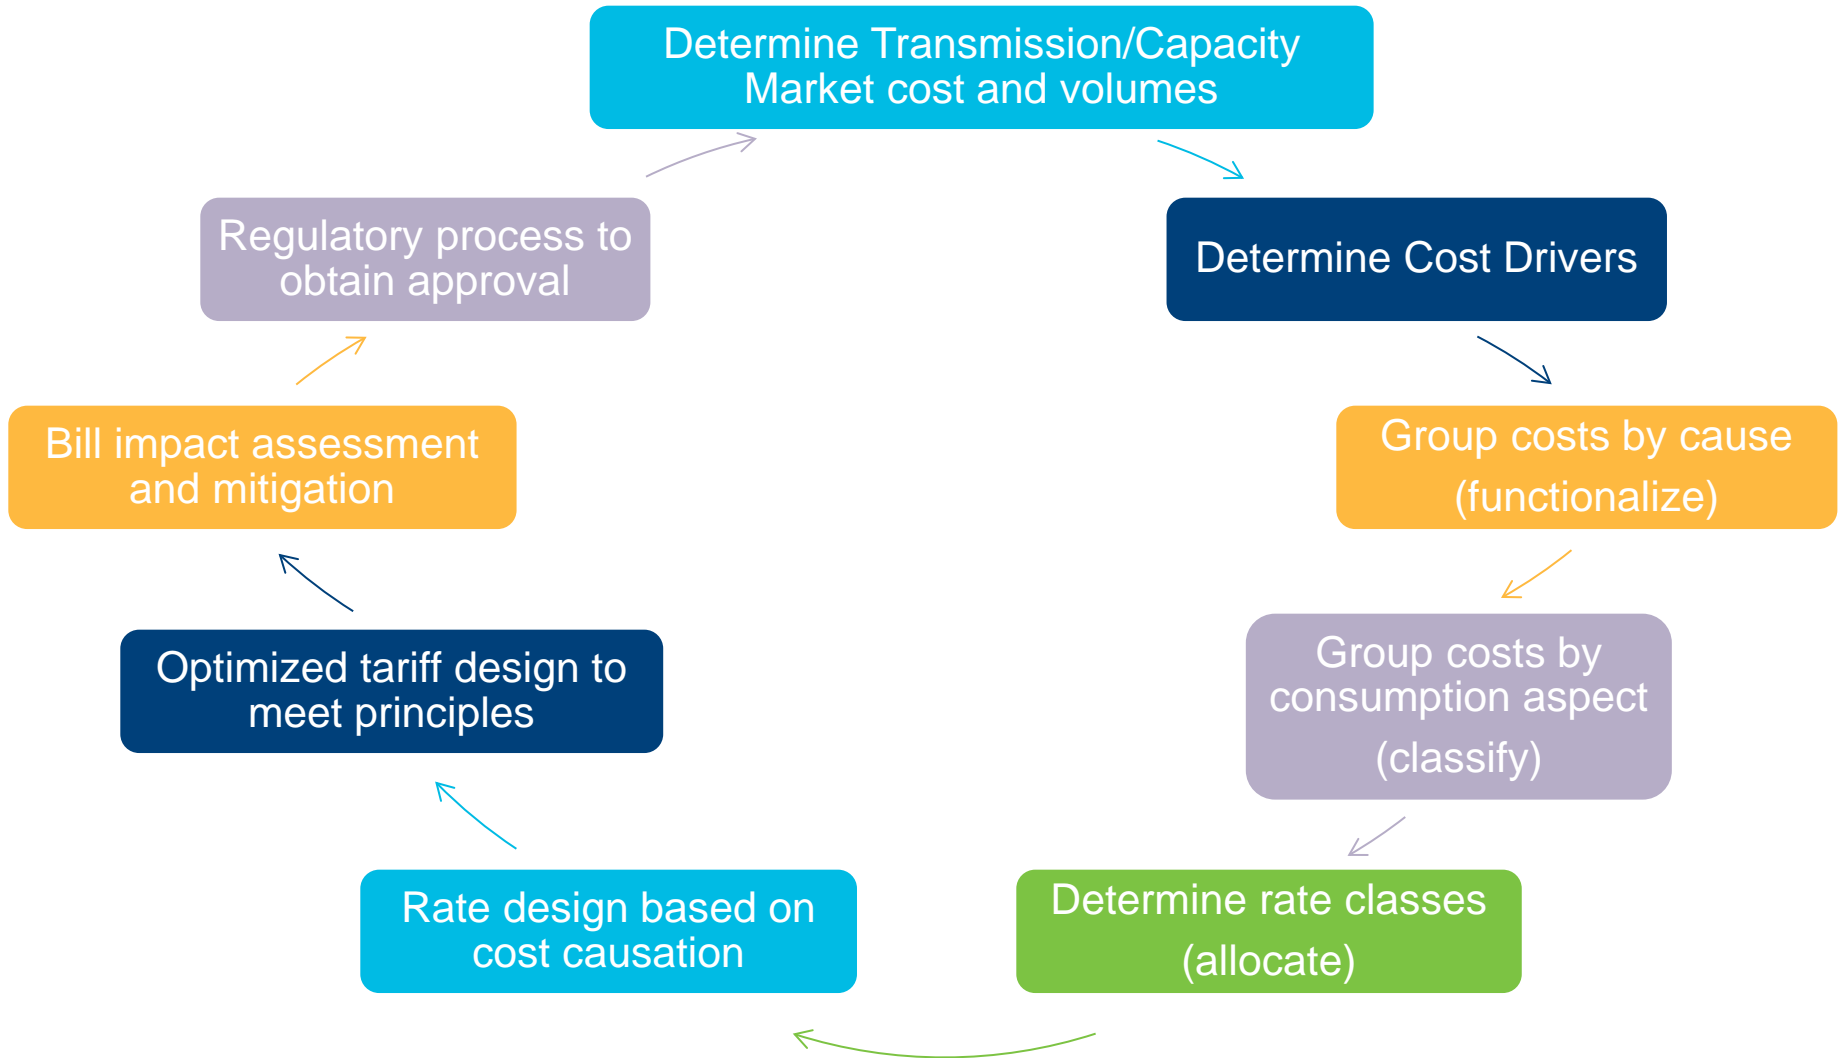 Determine Transmission/Capacity
Market cost and volumes
Determine Cost Drivers
Group costs by cause
(functionalize)
Group costs by
consumption aspect
(classify)
Determine rate classes
(allocate)
Rate design based on
cost causation
Optimized tariff design to
meet principles
Bill impact assessment
and mitigation
Regulatory process to
obtain approval